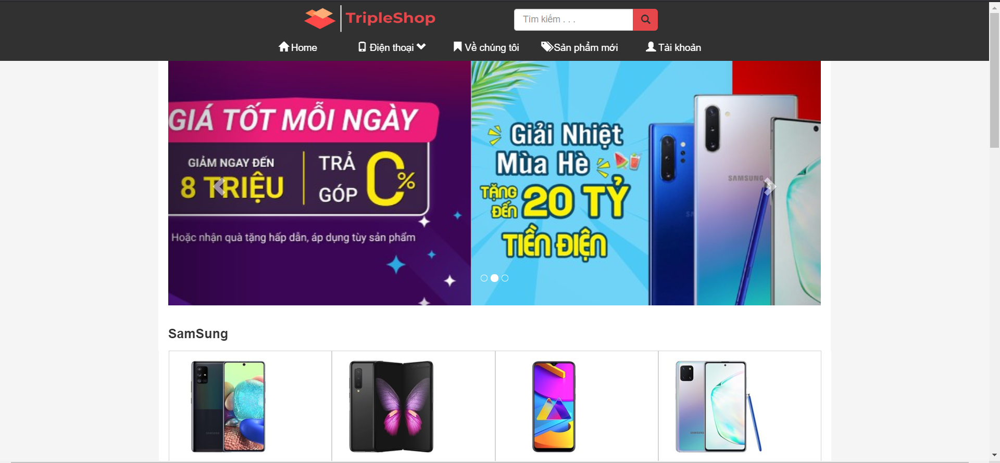 TripleShop
Tìm kiếm . . .
Home
Điện thoại
Về chúng tôi
Sản phẩm mới
Tài khoản
GIÁ TỐT MỖI NGÀY
GIẢM NGAY ĐẾN
8 TRIỆU
TRẢ
GÓP
0%
Hoặc nhận quà tặng hấp dẫn, áp dụng tùy sản phẩm
Giải Nhiệt
Mùa Hè
TẶNG
ĐẾN
20 TỶ
TIỀN ĐIỆN
SAMSUNG
SamSung
SAMSUNG
SAMSUNG